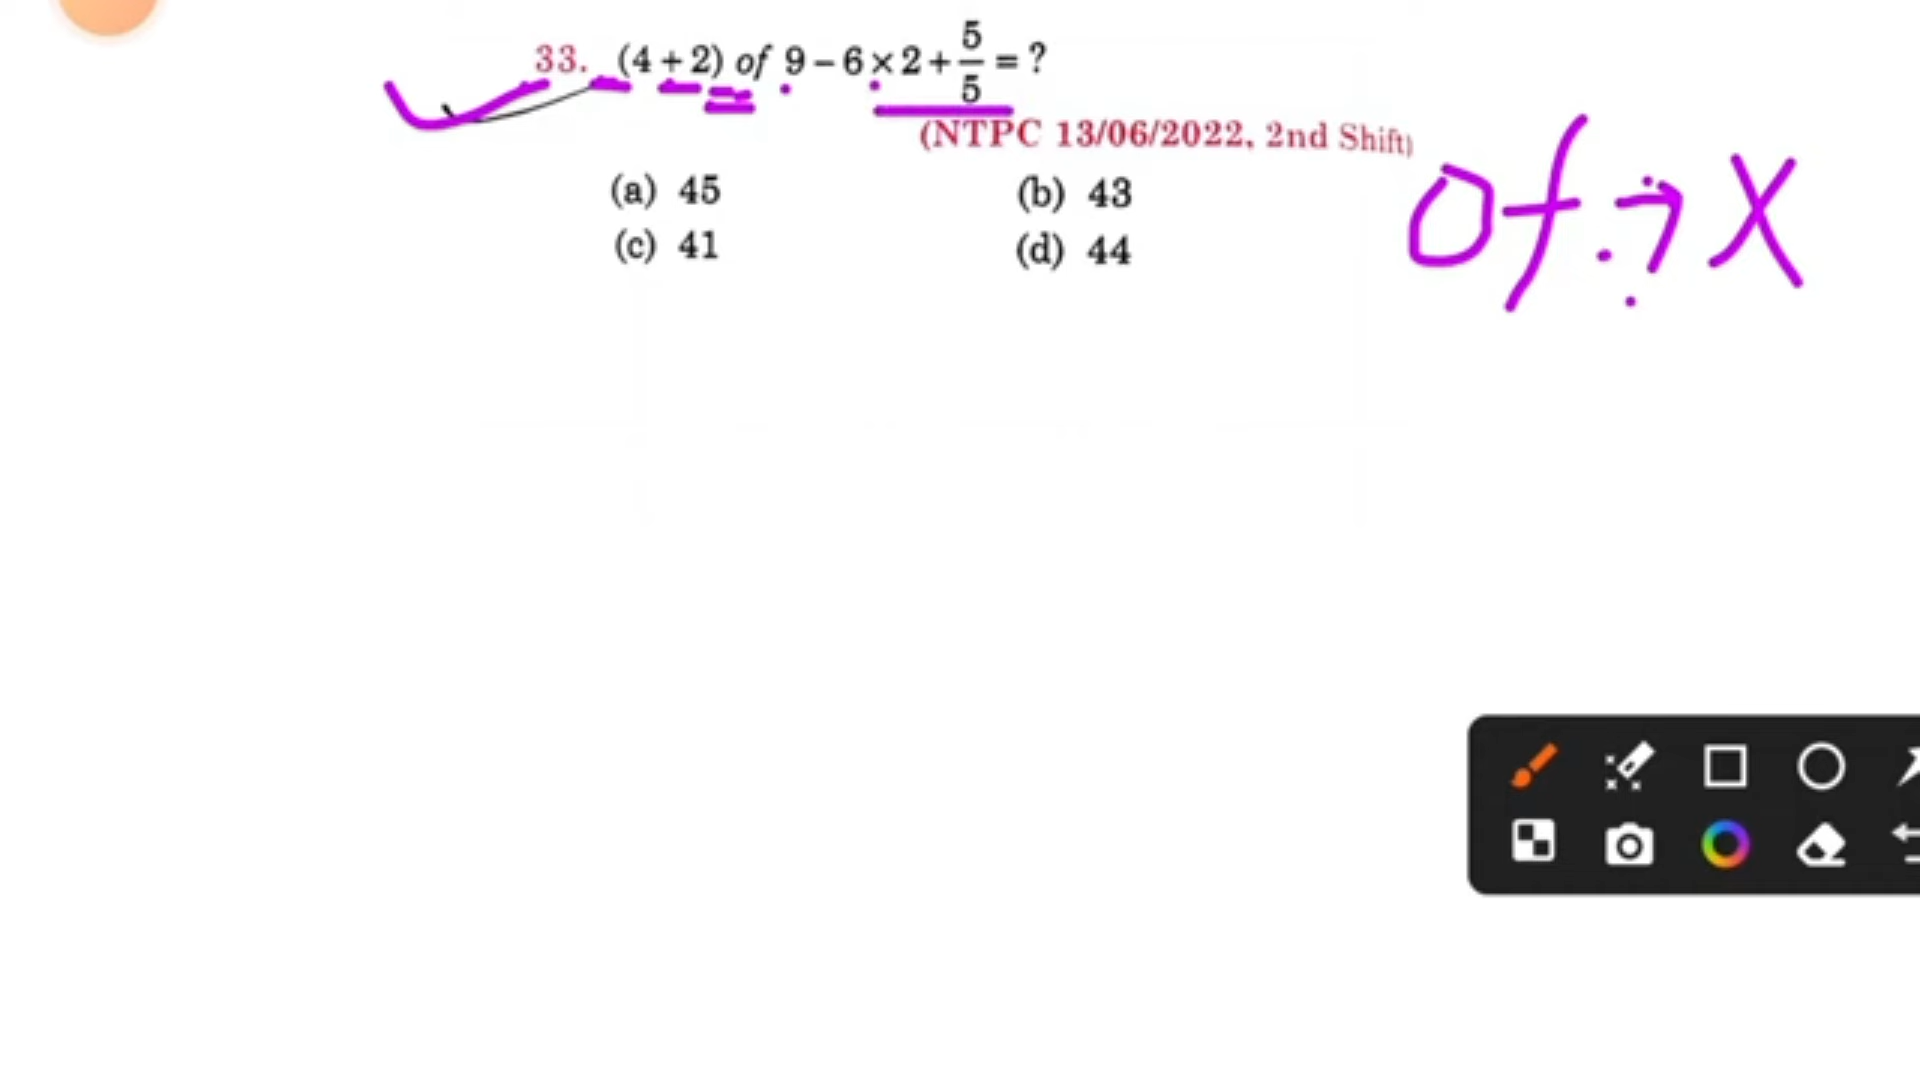 33. (4 + 2) of 9 – 6 × 2 + 5/5 = ?
(NTPC 13/06/2022, 2nd Shift)
(a) 45 (b) 43
(c) 41 (d) 44
Of
X